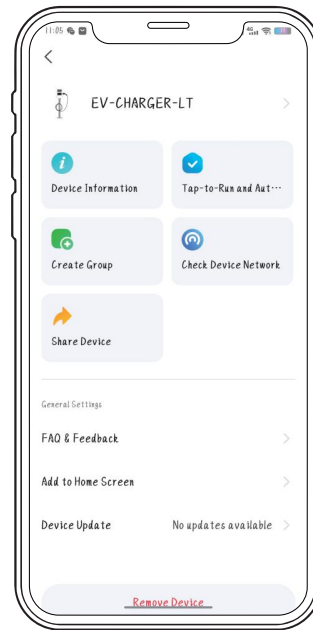 11:05
4G
EV-CHARGER-LT
Device Information
Tap-to-Run and Aut···
Create Group
Check Device Network
Share Device
General Settings
FAQ & Feedback
Add to Home Screen
Device Update No updates available
Remove Device